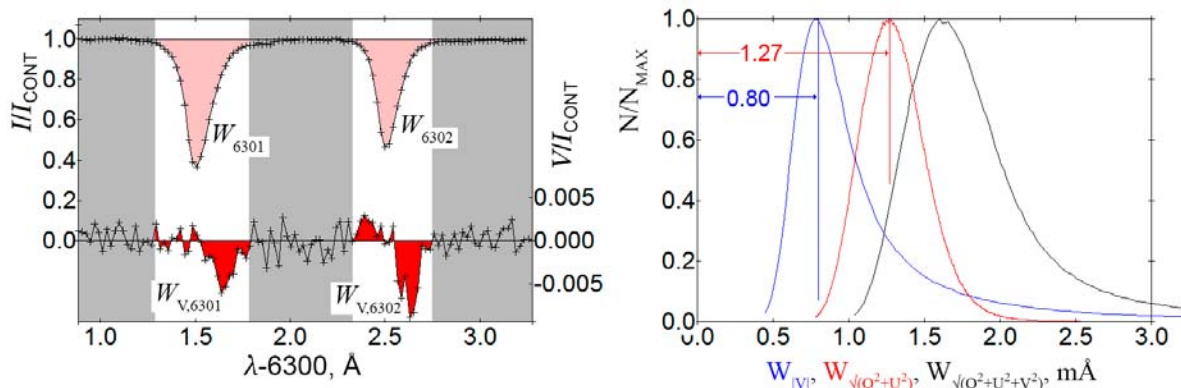 I/I_CONT
1.0
0.8
0.6
0.4
0.2
0.0
W_6301
W_6302
V/I_CONT
0.005
0.000
-0.005
W_V,6301
W_V,6302
1.0 1.5 2.0 2.5 3.0
λ-6300, Å
N/N_MAX
1.0
0.8
0.6
0.4
0.2
0.0
1.27
0.80
0.0 0.5 1.0 1.5 2.0 2.5 3.0
W_|V|, W_√(Q²+U²), W_√(Q²+U²+V²), mÅ